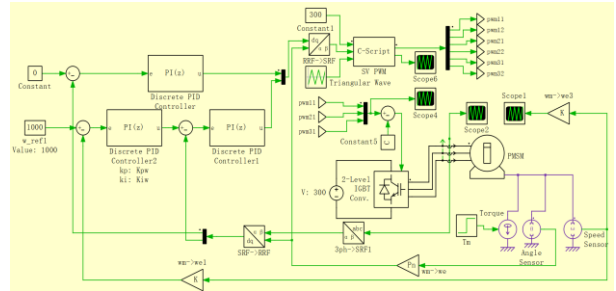 300
Constant1
dq
α β
RRF->SRF
Triangular Wave
C-Script
SV PWM
Scope6
pwm11
pwm12
pwm21
pwm22
pwm31
pwm32
0
Constant
PI(z)
e
u
Discrete PID
Controller
1000
w_ref1
Value: 1000
PI(z)
e
u
Discrete PID
Controller2
kp: Kpw
ki: Kiw
PI(z)
e
u
Discrete PID
Controller1
pwm11
pwm21
pwm31
Scope4
Constant5
Scope2
Scope1
wm->we3
K
V: 300
2-Level
IGBT
Conv.
PMSM
α β
dq
SRF->RRF
abc
α β
3ph->SRF1
Tm
Torque
Angle
Sensor
Speed
Sensor
wm->we1
K
Pn
wm->we